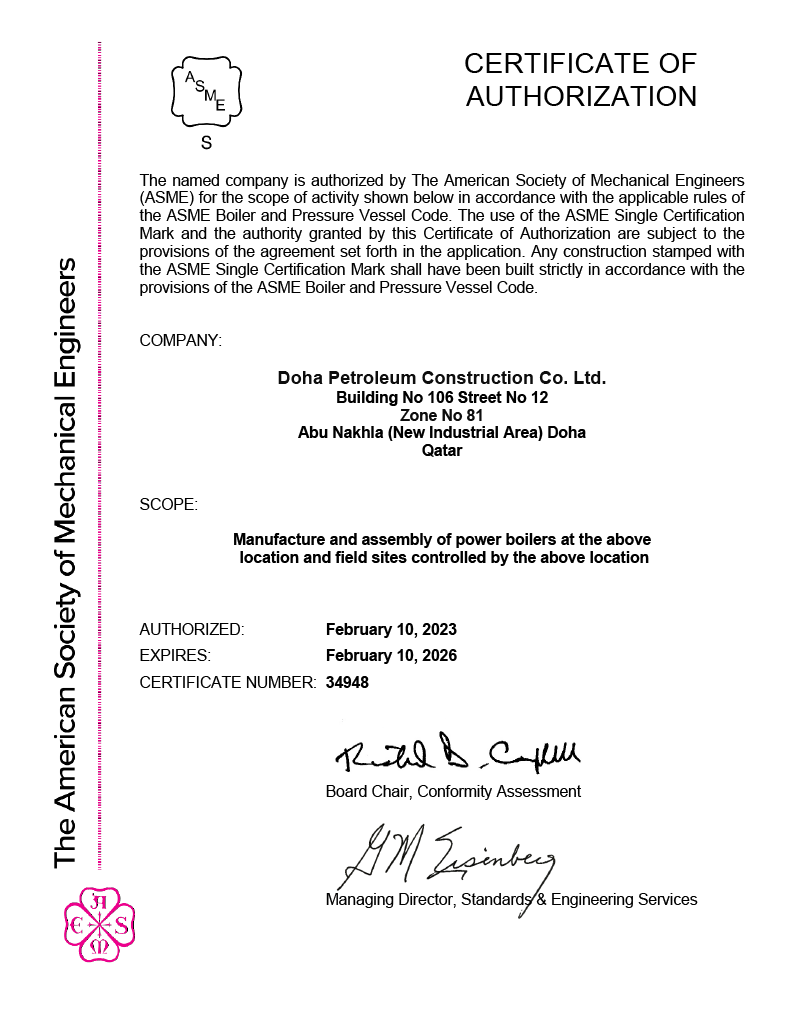 A
S
M
E
S
CERTIFICATE OF
AUTHORIZATION
The named company is authorized by The American Society of Mechanical Engineers
(ASME) for the scope of activity shown below in accordance with the applicable rules of
the ASME Boiler and Pressure Vessel Code. The use of the ASME Single Certification
Mark and the authority granted by this Certificate of Authorization are subject to the
provisions of the agreement set forth in the application. Any construction stamped with
the ASME Single Certification Mark shall have been built strictly in accordance with the
provisions of the ASME Boiler and Pressure Vessel Code.
COMPANY:
Doha Petroleum Construction Co. Ltd.
Building No 106 Street No 12
Zone No 81
Abu Nakhla (New Industrial Area) Doha
Qatar
SCOPE:
Manufacture and assembly of power boilers at the above
location and field sites controlled by the above location
AUTHORIZED: February 10, 2023
EXPIRES: February 10, 2026
CERTIFICATE NUMBER: 34948
Board Chair, Conformity Assessment
GM Eisenberg
Managing Director, Standards & Engineering Services
The American Society of Mechanical Engineers
A
E S
M